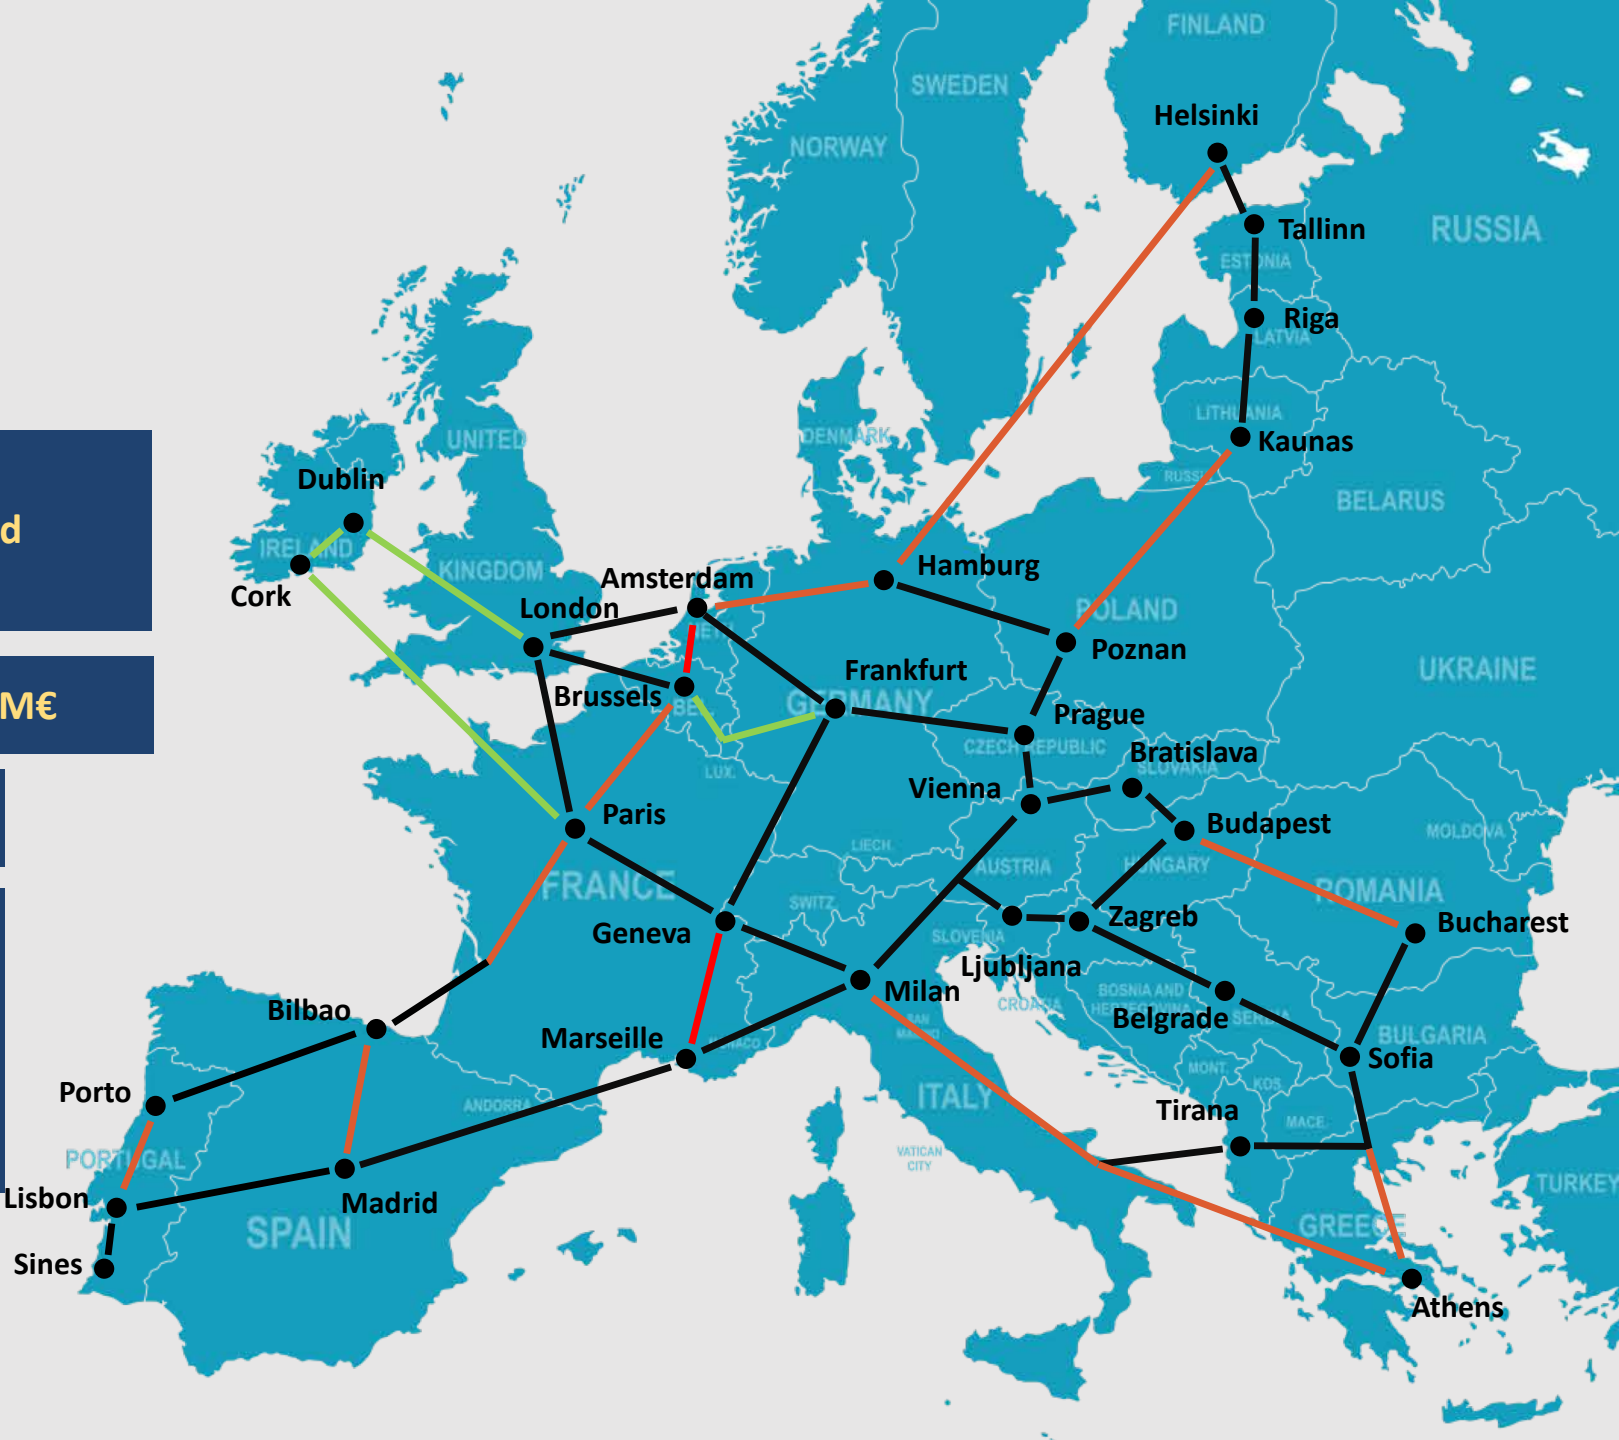 FINLAND
SWEDEN
Helsinki
NORWAY
Tallinn
RUSSIA
ESTONIA
Riga
LATVIA
LITHUANIA
DENMARK
UNITED
Kaunas
Dublin
RUSSIA
BELARUS
d
IRELAND
KINGDOM
Hamburg
Amsterdam
Cork
London
POLAND
NETH.
Poznan
Frankfurt
UKRAINE
Brussels
BEL.
GERMANY
M€
Prague
CZECH REPUBLIC
Bratislava
SLOVAKIA
LUX.
Vienna
Paris
Budapest
MOLDOVA
LIECH.
AUSTRIA
HUNGARY
FRANCE
ROMANIA
SWITZ.
Zagreb
Bucharest
Geneva
SLOVENIA
Ljubljana
Milan
BOSNIA AND
HERZEGOVINA
CROATIA
Bilbao
Belgrade
SERBIA
SAN
MARINO
BULGARIA
Marseille
MONACO
Sofia
MONT.
KOS.
Porto
ANDORRA
ITALY
Tirana
MACE.
PORTUGAL
VATICAN
CITY
TURKEY
Lisbon
Madrid
SPAIN
GREECE
Sines
Athens